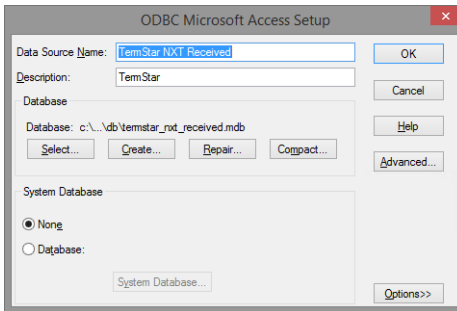 ODBC Microsoft Access Setup
Data Source Name: TermStar NXT Received
OK
Description: TermStar
Cancel
Database
Database: c:\...\db\termstar_nxt_received.mdb
Help
Select... Create... Repair... Compact...
Advanced...
System Database
None
Database:
System Database...
Options>>